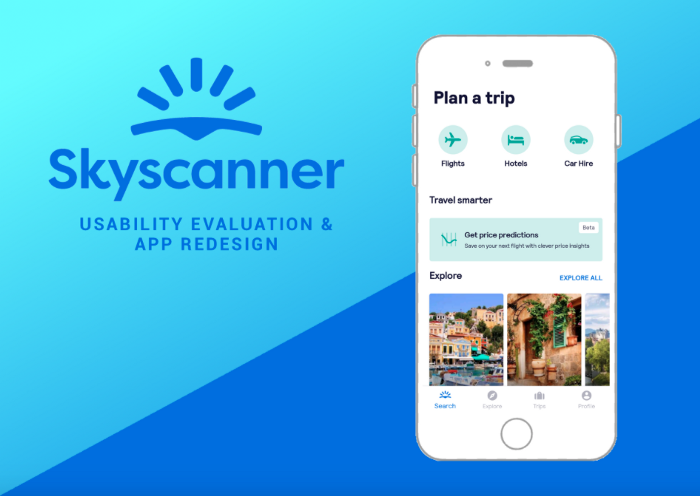 Skyscanner
USABILITY EVALUATION &
APP REDESIGN
Plan a trip
Flights
Hotels
Car Hire
Travel smarter
Beta
Get price predictions
Save on your next flight with clever price insights
Explore
EXPLORE ALL
Search
Explore
Trips
Profile